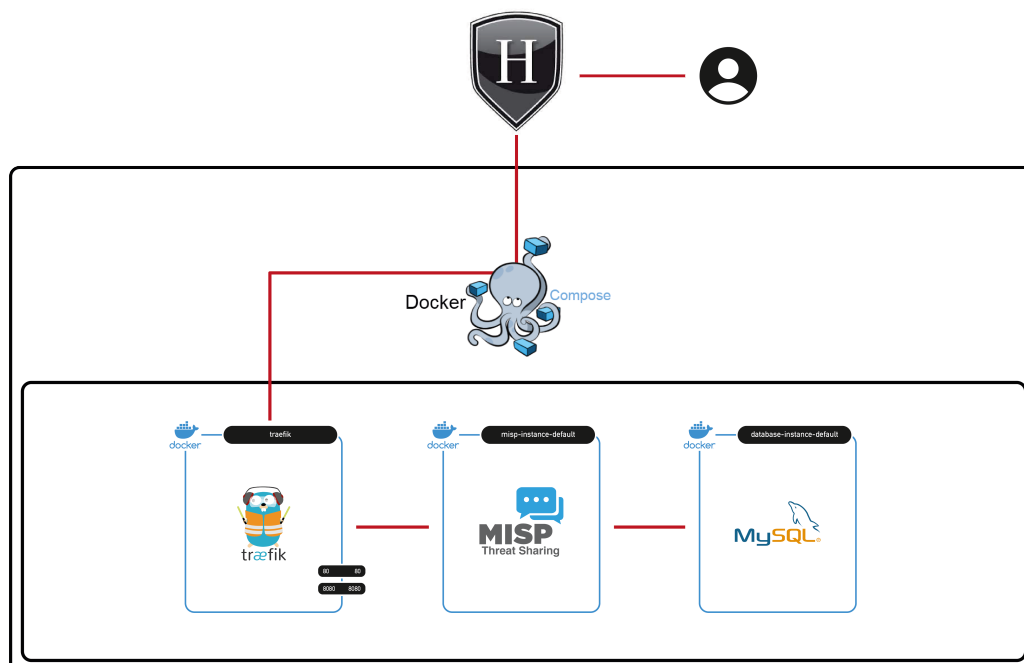 H
Docker
Compose
docker
traefik
docker
misp-instance-default
docker
database-instance-default
træfik
MISP
Threat Sharing
MySQL®
80 80
8080 8080